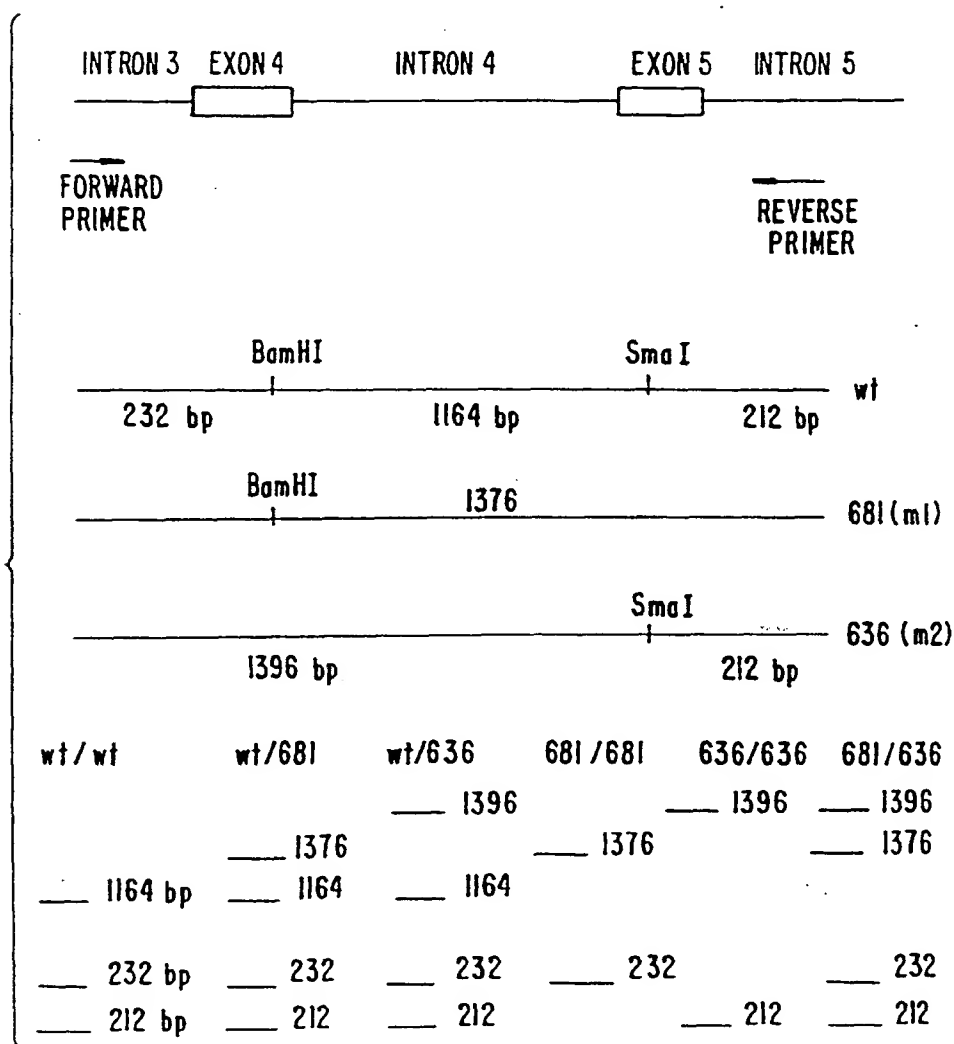 INTRON 3 EXON 4 INTRON 4 EXON 5 INTRON 5
FORWARD
PRIMER
REVERSE
PRIMER
BamHI SmaI
wt
232 bp 1164 bp 212 bp
BamHI
1376
681(m1)
SmaI
636 (m2)
1396 bp 212 bp
wt/wt wt/681 wt/636 681/681 636/636 681/636
1396 1396 1396
1376 1376 1376
1164 bp 1164 1164
232 bp 232 232 232 232
212 bp 212 212 212 212